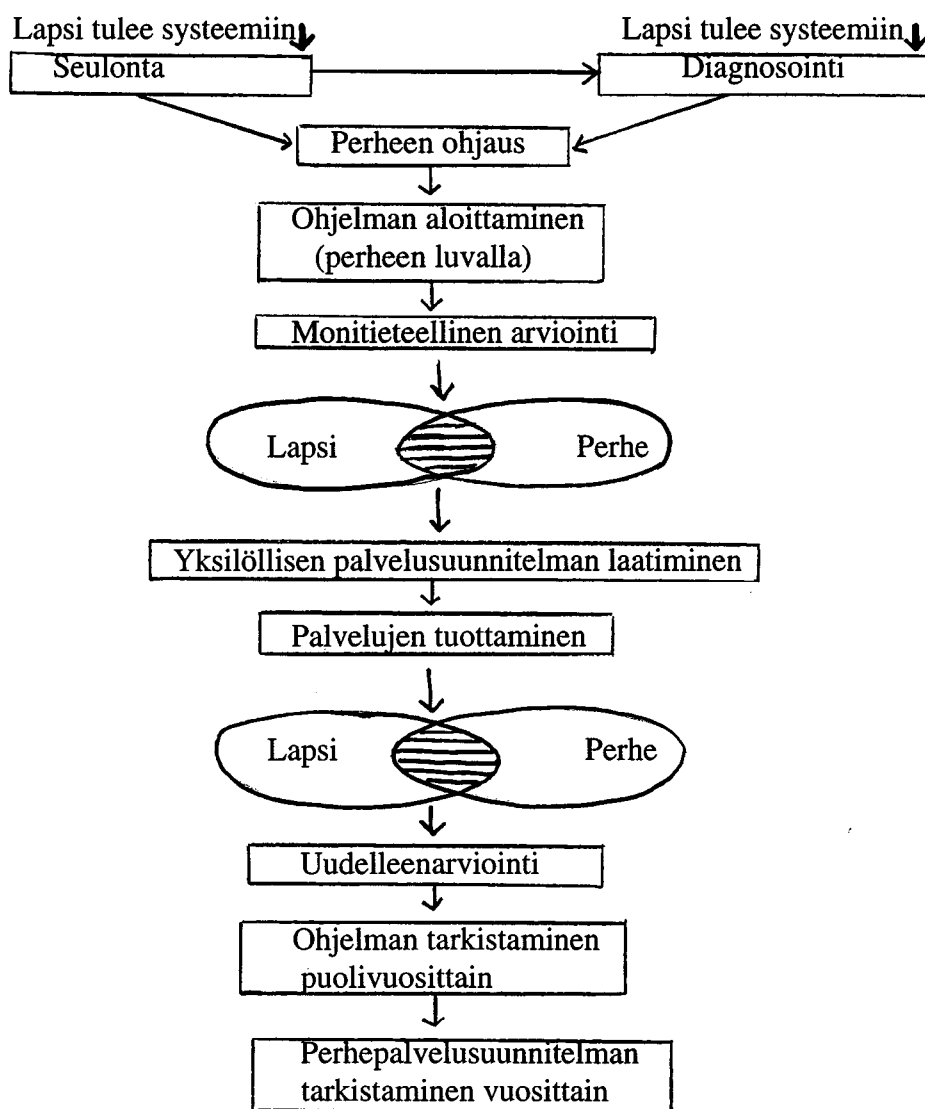 Lapsi tulee systeemiin
Lapsi tulee systeemiin
Seulonta
Diagnosointi
Perheen ohjaus
Ohjelman aloittaminen
(perheen luvalla)
Monitieteellinen arviointi
Lapsi
Perhe
Yksilöllisen palvelusuunnitelman laatiminen
Palvelujen tuottaminen
Lapsi
Perhe
Uudelleenarviointi
Ohjelman tarkistaminen
puolivuosittain
Perhepalvelusuunnitelman
tarkistaminen vuosittain